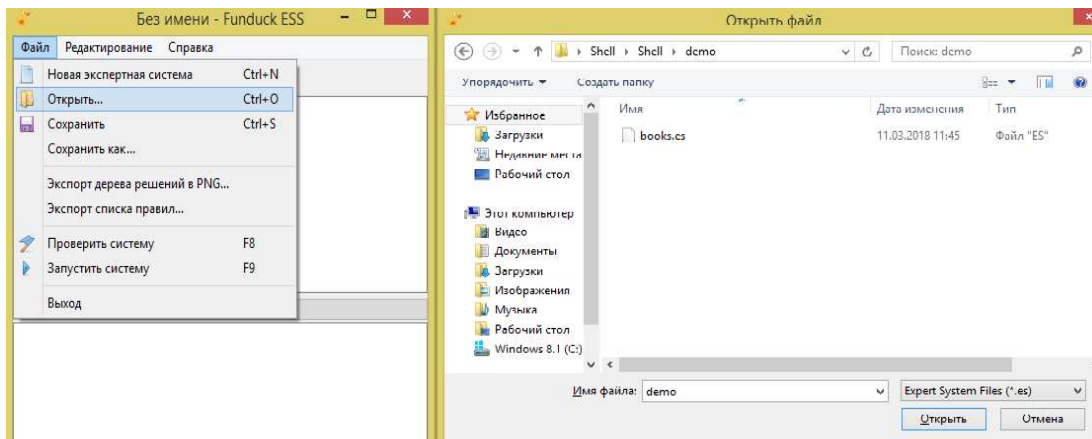 Без имени - Funduck ESS
Файл Редактирование Справка
Новая экспертная система Ctrl+N
Открыть... Ctrl+O
Сохранить Ctrl+S
Сохранить как...
Экспорт дерева решений в PNG...
Экспорт списка правил...
Проверить систему F8
Запустить систему F9
Выход
Открыть файл
Shell Shell demo
Поиск: demo
Упорядочить Создать папку
Имя Дата изменения Тип
books.es 11.03.2018 11:45 Файл "ES"
Избранное
Загрузки
Недавние места
Рабочий стол
Этот компьютер
Видео
Документы
Загрузки
Изображения
Музыка
Рабочий стол
Windows 8.1 (C:)
Имя файла: demo
Expert System Files (*.es)
Открыть Отмена